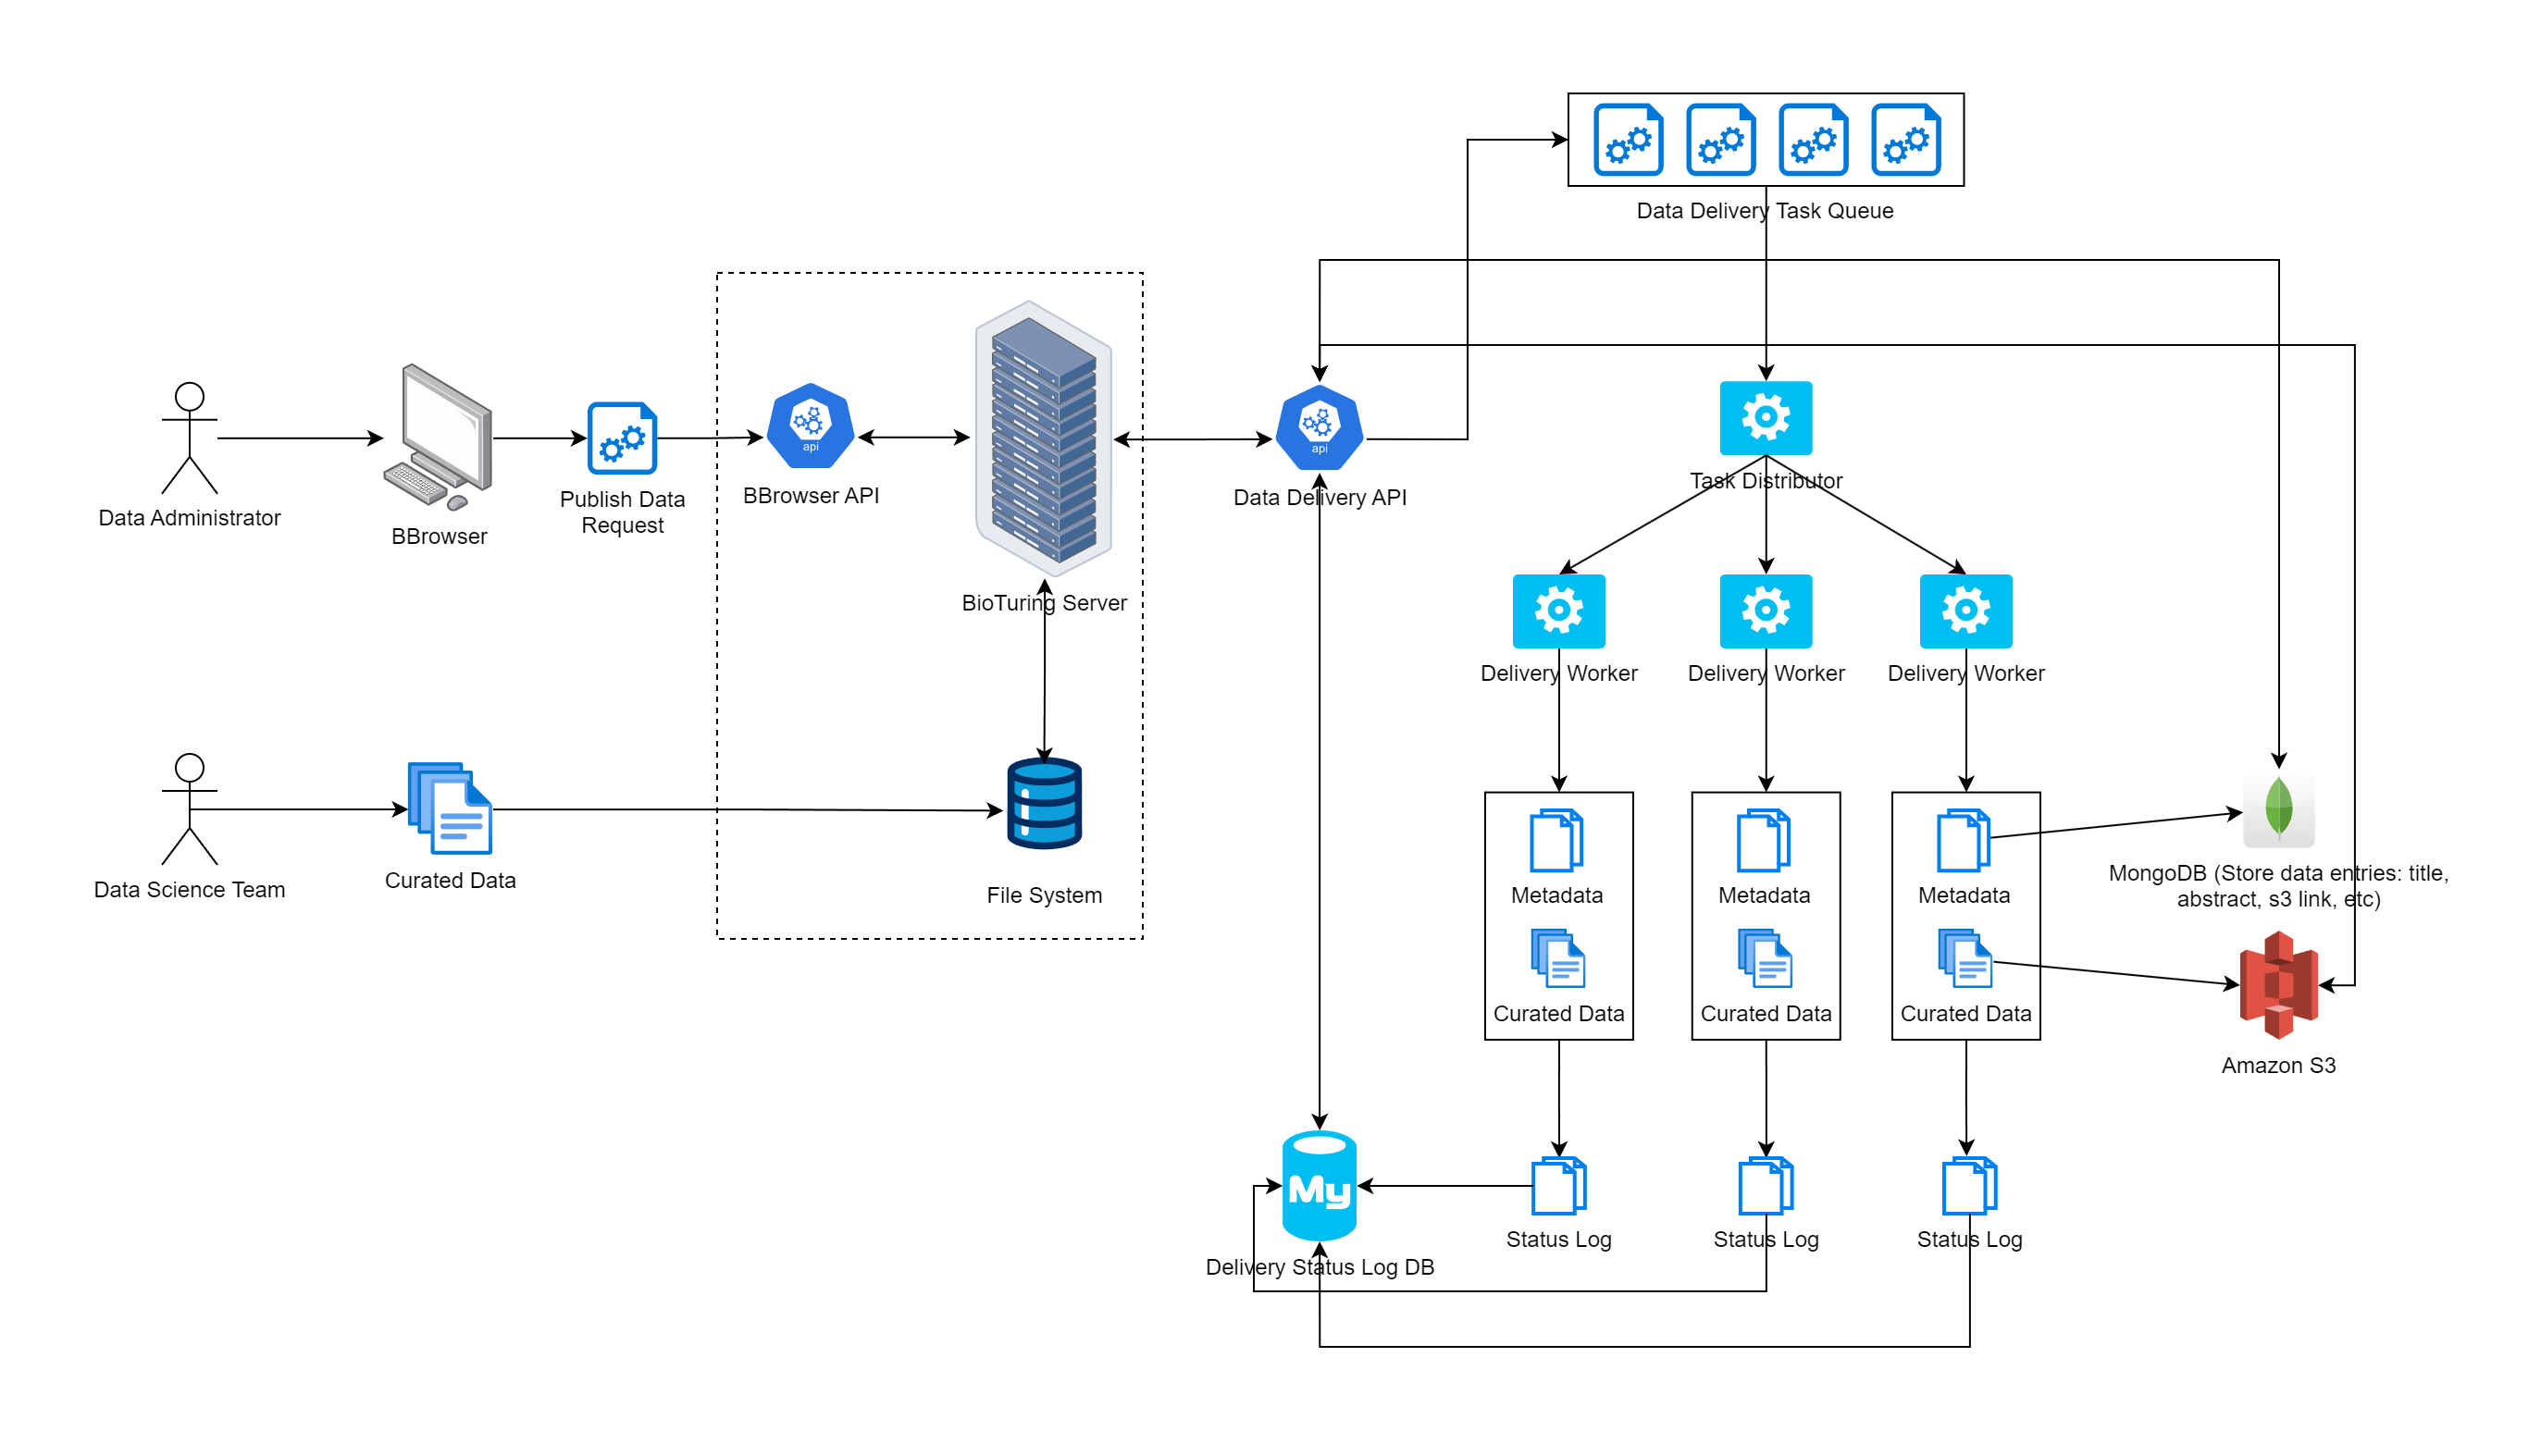 Data Delivery Task Queue
api
api
Data Administrator
BBrowser
Publish Data
Request
BBrowser API
BioTuring Server
Data Delivery API
Task Distributor
Delivery Worker
Delivery Worker
Delivery Worker
Data Science Team
Curated Data
File System
Metadata
Metadata
Metadata
Curated Data
Curated Data
Curated Data
MongoDB (Store data entries: title,
abstract, s3 link, etc)
Amazon S3
My
Delivery Status Log DB
Status Log
Status Log
Status Log